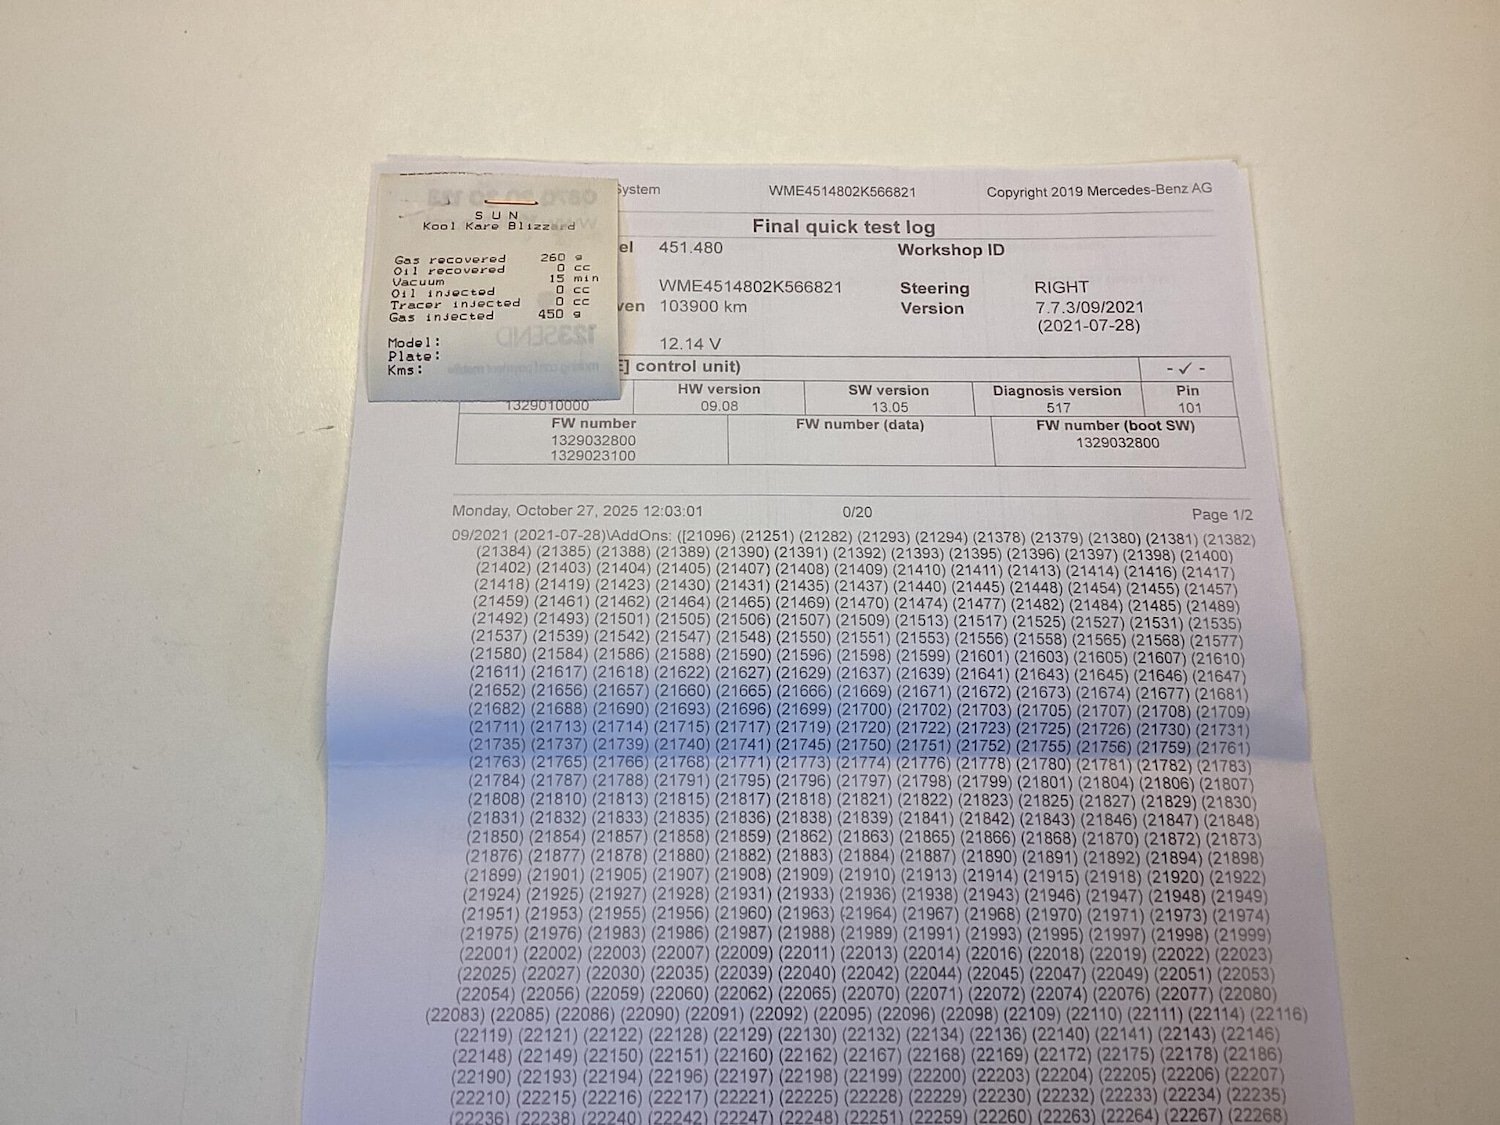 SUN
Kool Kare Blizzard
Gas recovered 260 g
Oil recovered 0 cc
Vacuum 15 min
Oil injected 0 cc
Tracer injected 0 cc
Gas injected 450 g
Model:
Plate:
Kms:
System WME4514802K566821 Copyright 2019 Mercedes-Benz AG
Final quick test log
el 451.480 Workshop ID
WME4514802K566821 Steering RIGHT
ven 103900 km Version 7.7.3/09/2021
(2021-07-28)
12.14 V
E] control unit) - ✓ -
HW version SW version Diagnosis version Pin
1329010000 09.08 13.05 517 101
FW number FW number (data) FW number (boot SW)
1329032800 1329032800
1329023100
Monday, October 27, 2025 12:03:01 0/20 Page 1/2
09/2021 (2021-07-28)\AddOns: ([21096) (21251) (21282) (21293) (21294) (21378) (21379) (21380) (21381) (21382)
(21384) (21385) (21388) (21389) (21390) (21391) (21392) (21393) (21395) (21396) (21397) (21398) (21400)
(21402) (21403) (21404) (21405) (21407) (21408) (21409) (21410) (21411) (21413) (21414) (21416) (21417)
(21418) (21419) (21423) (21430) (21431) (21435) (21437) (21440) (21445) (21448) (21454) (21455) (21457)
(21459) (21461) (21462) (21464) (21465) (21469) (21470) (21474) (21477) (21482) (21484) (21485) (21489)
(21492) (21493) (21501) (21505) (21506) (21507) (21509) (21513) (21517) (21525) (21527) (21531) (21535)
(21537) (21539) (21542) (21547) (21548) (21550) (21551) (21553) (21556) (21558) (21565) (21568) (21577)
(21580) (21584) (21586) (21588) (21590) (21596) (21598) (21599) (21601) (21603) (21605) (21607) (21610)
(21611) (21617) (21618) (21622) (21627) (21629) (21637) (21639) (21641) (21643) (21645) (21646) (21647)
(21652) (21656) (21657) (21660) (21665) (21666) (21669) (21671) (21672) (21673) (21674) (21677) (21681)
(21682) (21688) (21690) (21693) (21696) (21699) (21700) (21702) (21703) (21705) (21707) (21708) (21709)
(21711) (21713) (21714) (21715) (21717) (21719) (21720) (21722) (21723) (21725) (21726) (21730) (21731)
(21735) (21737) (21739) (21740) (21741) (21745) (21750) (21751) (21752) (21755) (21756) (21759) (21761)
(21763) (21765) (21766) (21768) (21771) (21773) (21774) (21776) (21778) (21780) (21781) (21782) (21783)
(21784) (21787) (21788) (21791) (21795) (21796) (21797) (21798) (21799) (21801) (21804) (21806) (21807)
(21808) (21810) (21813) (21815) (21817) (21818) (21821) (21822) (21823) (21825) (21827) (21829) (21830)
(21831) (21832) (21833) (21835) (21836) (21838) (21839) (21841) (21842) (21843) (21846) (21847) (21848)
(21850) (21854) (21857) (21858) (21859) (21862) (21863) (21865) (21866) (21868) (21870) (21872) (21873)
(21876) (21877) (21878) (21880) (21882) (21883) (21884) (21887) (21890) (21891) (21892) (21894) (21898)
(21899) (21901) (21905) (21907) (21908) (21909) (21910) (21913) (21914) (21915) (21918) (21920) (21922)
(21924) (21925) (21927) (21928) (21931) (21933) (21936) (21938) (21943) (21946) (21947) (21948) (21949)
(21951) (21953) (21955) (21956) (21960) (21963) (21964) (21967) (21968) (21970) (21971) (21973) (21974)
(21975) (21976) (21983) (21986) (21987) (21988) (21989) (21991) (21993) (21995) (21997) (21998) (21999)
(22001) (22002) (22003) (22007) (22009) (22011) (22013) (22014) (22016) (22018) (22019) (22022) (22023)
(22025) (22027) (22030) (22035) (22039) (22040) (22042) (22044) (22045) (22047) (22049) (22051) (22053)
(22054) (22056) (22059) (22060) (22062) (22065) (22070) (22071) (22072) (22074) (22076) (22077) (22080)
(22083) (22085) (22086) (22090) (22091) (22092) (22095) (22096) (22098) (22109) (22110) (22111) (22114) (22116)
(22119) (22121) (22122) (22128) (22129) (22130) (22132) (22134) (22136) (22140) (22141) (22143) (22146)
(22148) (22149) (22150) (22151) (22160) (22162) (22167) (22168) (22169) (22172) (22175) (22178) (22186)
(22190) (22193) (22194) (22196) (22197) (22198) (22199) (22200) (22203) (22204) (22205) (22206) (22207)
(22210) (22215) (22216) (22217) (22221) (22225) (22228) (22229) (22230) (22232) (22233) (22234) (22235)
(22236) (22238) (22240) (22242) (22247) (22248) (22251) (22259) (22260) (22263) (22264) (22267) (22268)